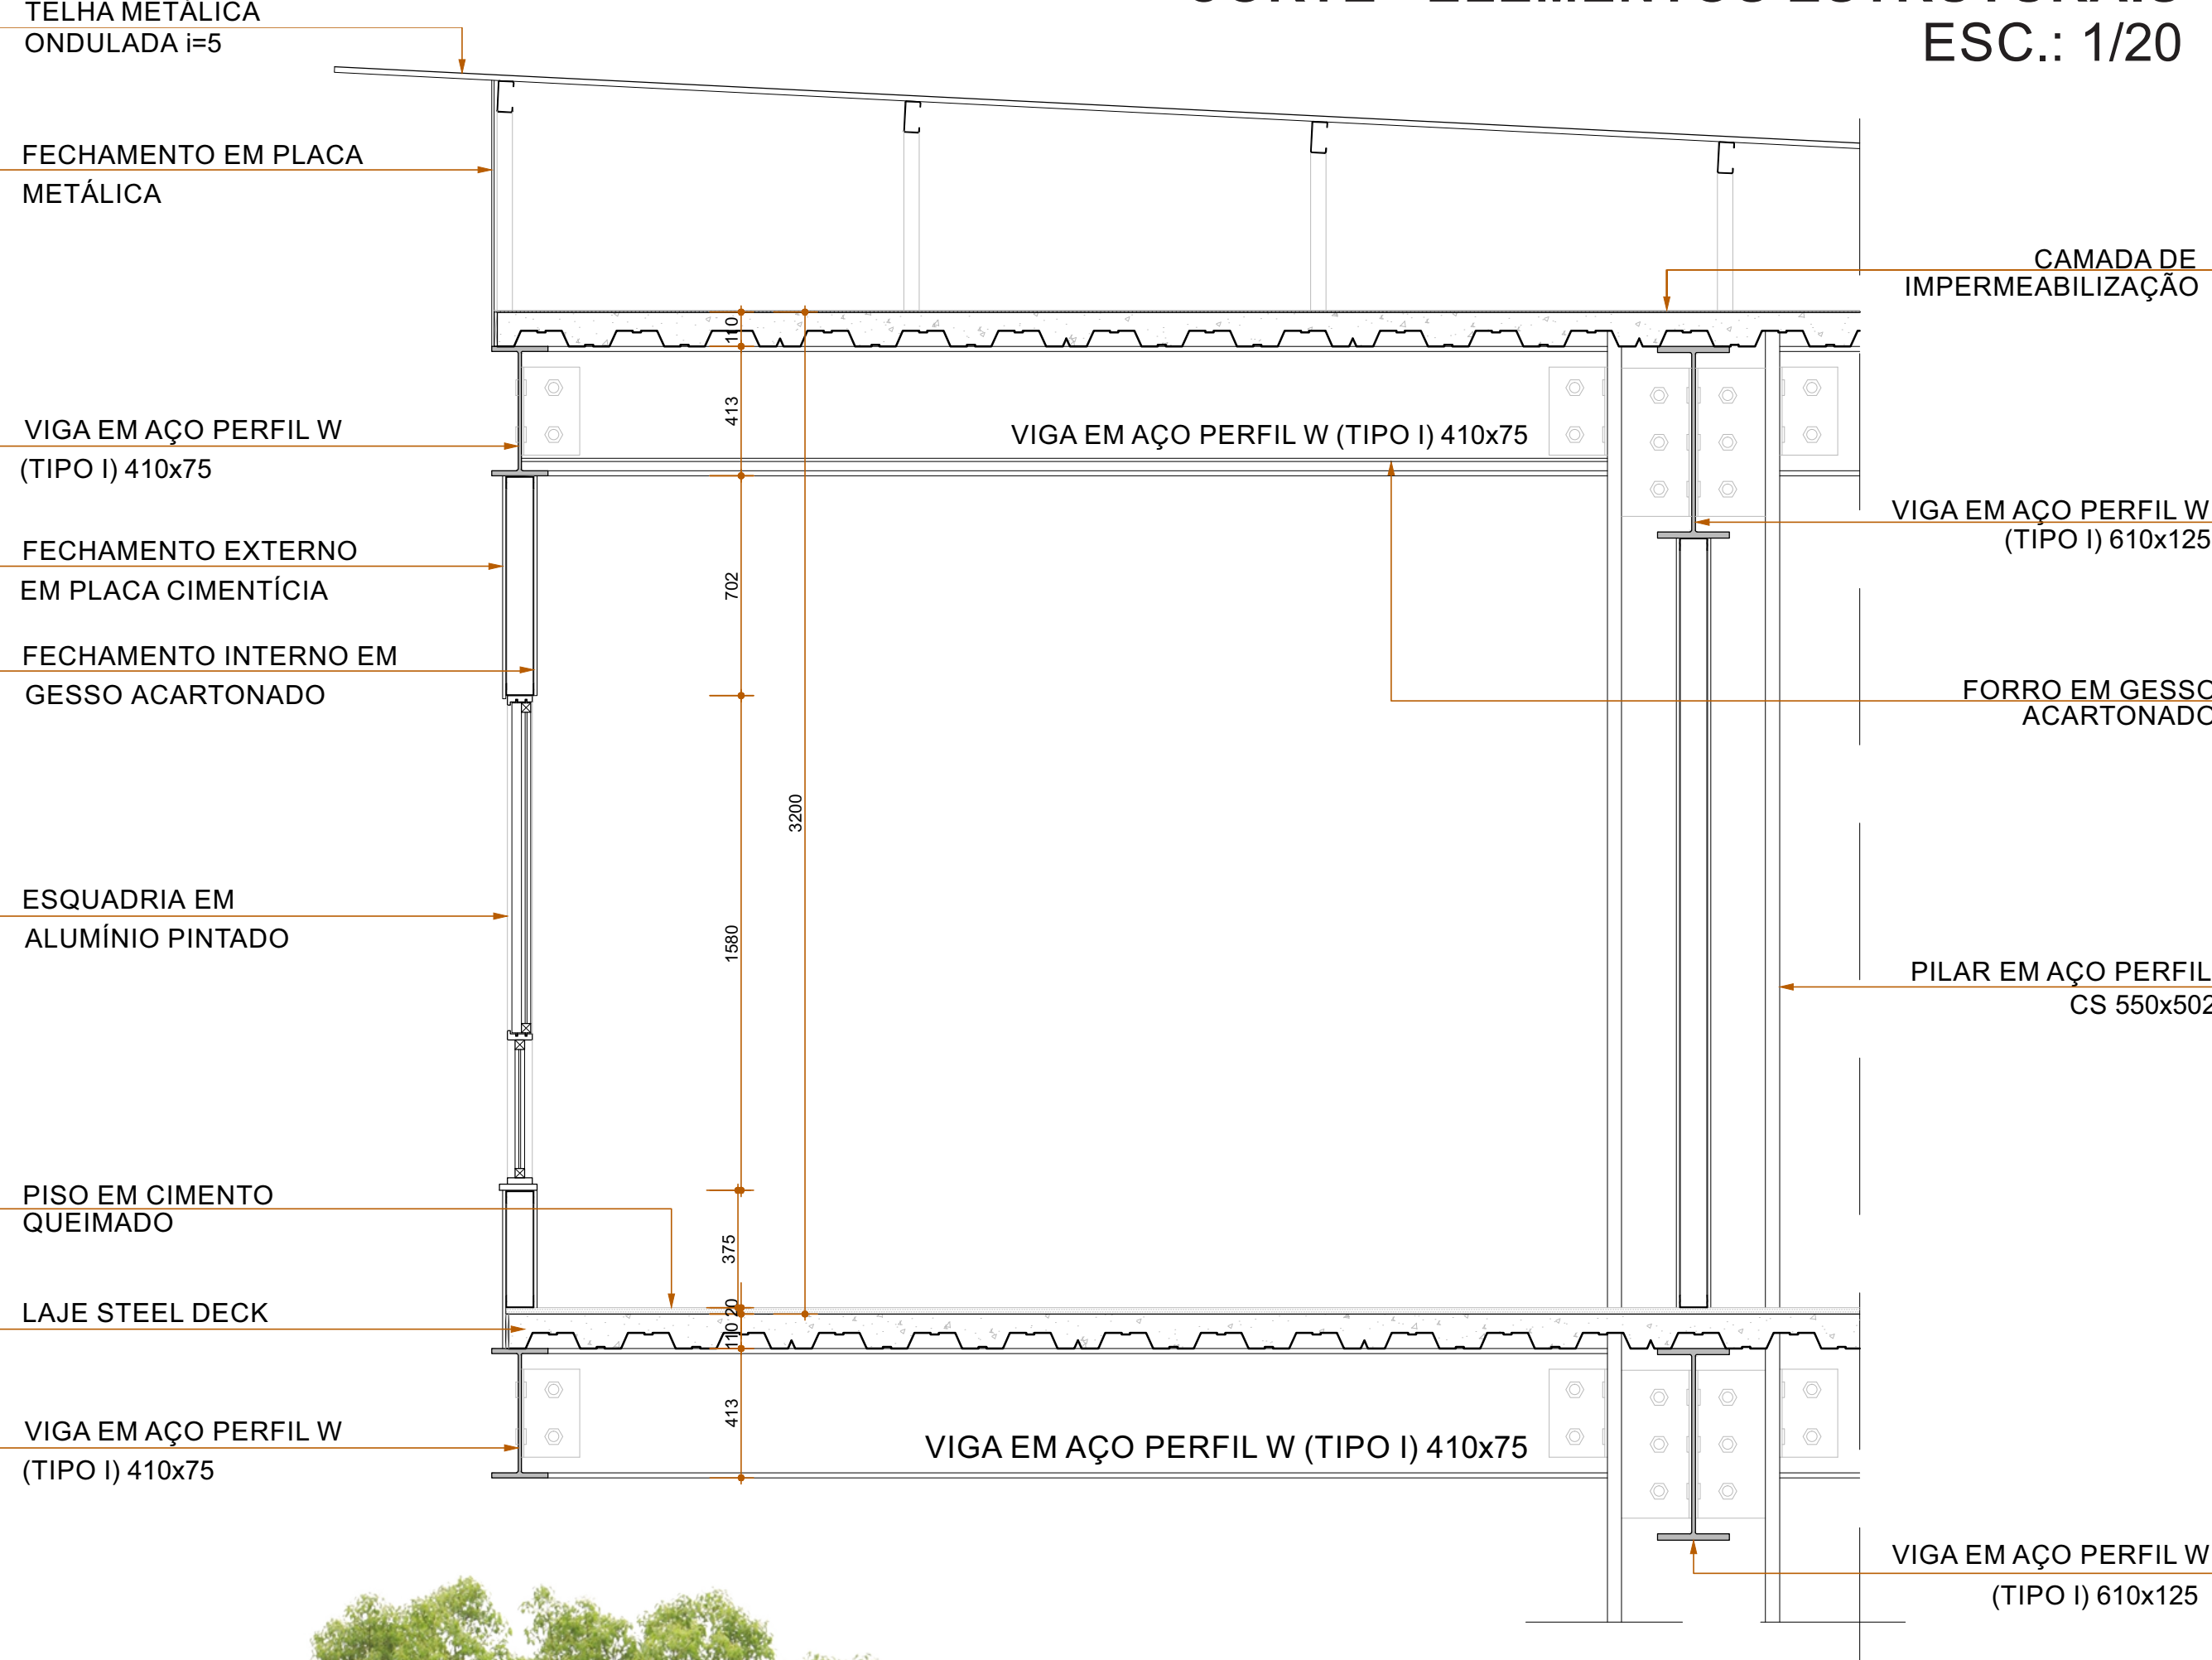 TELHA METÁLICA
ONDULADA i=5
ESC.: 1/20
FECHAMENTO EM PLACA
METÁLICA
CAMADA DE
IMPERMEABILIZAÇÃO
110
413
VIGA EM AÇO PERFIL W
(TIPO I) 410x75
VIGA EM AÇO PERFIL W (TIPO I) 410x75
VIGA EM AÇO PERFIL W
(TIPO I) 610x125
FECHAMENTO EXTERNO
EM PLACA CIMENTÍCIA
702
FECHAMENTO INTERNO EM
GESSO ACARTONADO
FORRO EM GESSO
ACARTONADO
3200
ESQUADRIA EM
ALUMÍNIO PINTADO
1580
PILAR EM AÇO PERFIL
CS 550x502
PISO EM CIMENTO
QUEIMADO
375
20
110
LAJE STEEL DECK
413
VIGA EM AÇO PERFIL W
(TIPO I) 410x75
VIGA EM AÇO PERFIL W (TIPO I) 410x75
VIGA EM AÇO PERFIL W
(TIPO I) 610x125